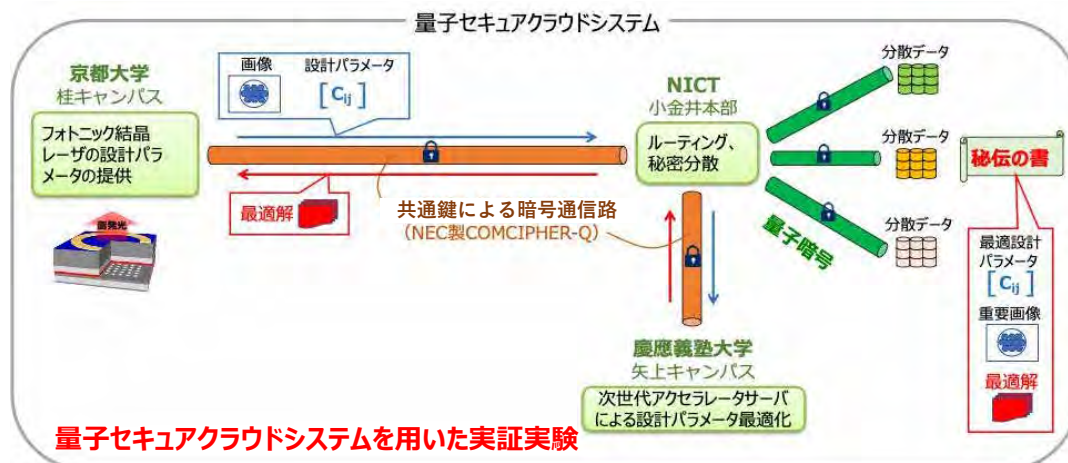 量子セキュアクラウドシステム
京都大学
桂キャンパス
フォトニック結晶
レーザの設計パラ
メータの提供
面発光
画像
設計パラメータ
[Cij]
最適解
共通鍵による暗号通信路
（NEC製COMCIPHER-Q）
NICT
小金井本部
ルーティング、
秘密分散
慶應義塾大学
矢上キャンパス
次世代アクセラレータサーバ
による設計パラメータ最適化
分散データ
分散データ
分散データ
量子暗号
秘伝の書
最適設計
パラメータ
[Cij]
重要画像
最適解
量子セキュアクラウドシステムを用いた実証実験